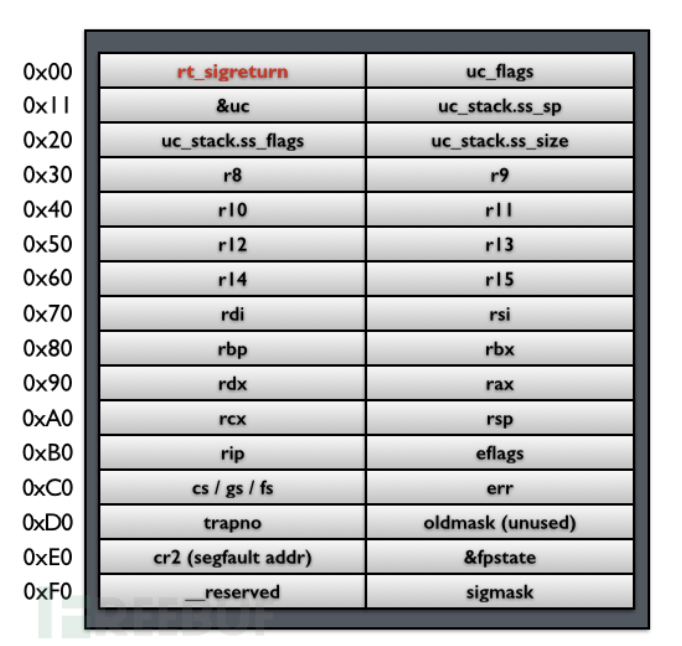 0x00 rt_sigreturn uc_flags
0x11 &uc uc_stack.ss_sp
0x20 uc_stack.ss_flags uc_stack.ss_size
0x30 r8 r9
0x40 r10 r11
0x50 r12 r13
0x60 r14 r15
0x70 rdi rsi
0x80 rbp rbx
0x90 rdx rax
0xA0 rcx rsp
0xB0 rip eflags
0xC0 cs / gs / fs err
0xD0 trapno oldmask (unused)
0xE0 cr2 (segfault addr) &fpstate
0xF0 __reserved sigmask
FREEBUF